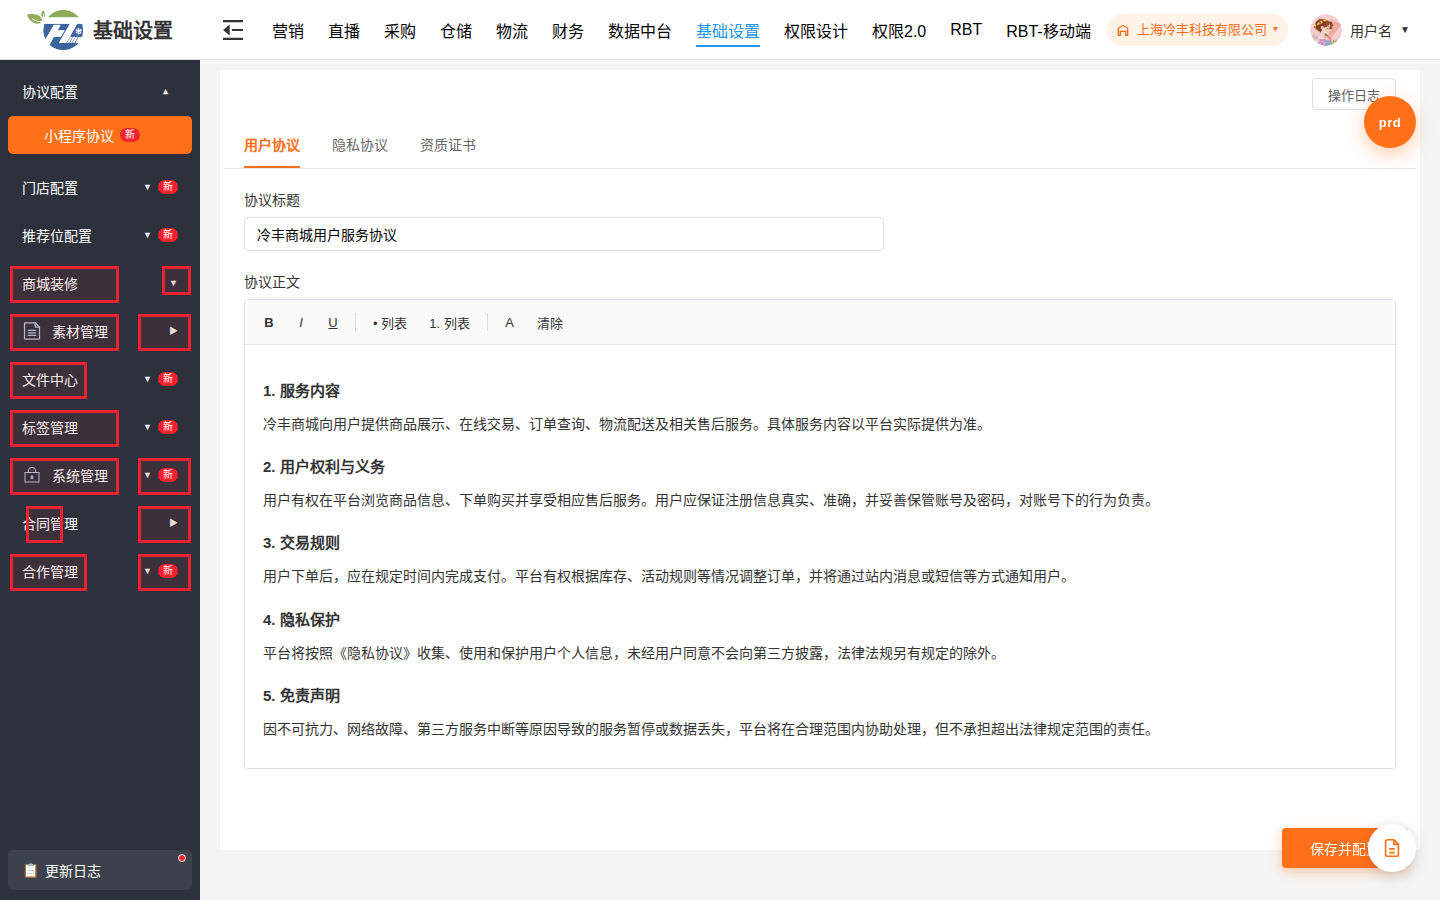 基础设置
营销 直播 采购 仓储 物流 财务 数据中台 基础设置 权限设计 权限2.0 RBT RBT-移动端
上海冷丰科技有限公司
用户名
协议配置
小程序协议 新
门店配置 新
推荐位配置 新
商城装修
素材管理
文件中心 新
标签管理 新
系统管理 新
合同管理
合作管理 新
更新日志
操作日志
prd
用户协议 隐私协议 资质证书
协议标题
冷丰商城用户服务协议
协议正文
B I U • 列表 1. 列表 A 清除
1. 服务内容
冷丰商城向用户提供商品展示、在线交易、订单查询、物流配送及相关售后服务。具体服务内容以平台实际提供为准。
2. 用户权利与义务
用户有权在平台浏览商品信息、下单购买并享受相应售后服务。用户应保证注册信息真实、准确，并妥善保管账号及密码，对账号下的行为负责。
3. 交易规则
用户下单后，应在规定时间内完成支付。平台有权根据库存、活动规则等情况调整订单，并将通过站内消息或短信等方式通知用户。
4. 隐私保护
平台将按照《隐私协议》收集、使用和保护用户个人信息，未经用户同意不会向第三方披露，法律法规另有规定的除外。
5. 免责声明
因不可抗力、网络故障、第三方服务中断等原因导致的服务暂停或数据丢失，平台将在合理范围内协助处理，但不承担超出法律规定范围的责任。
保存并配